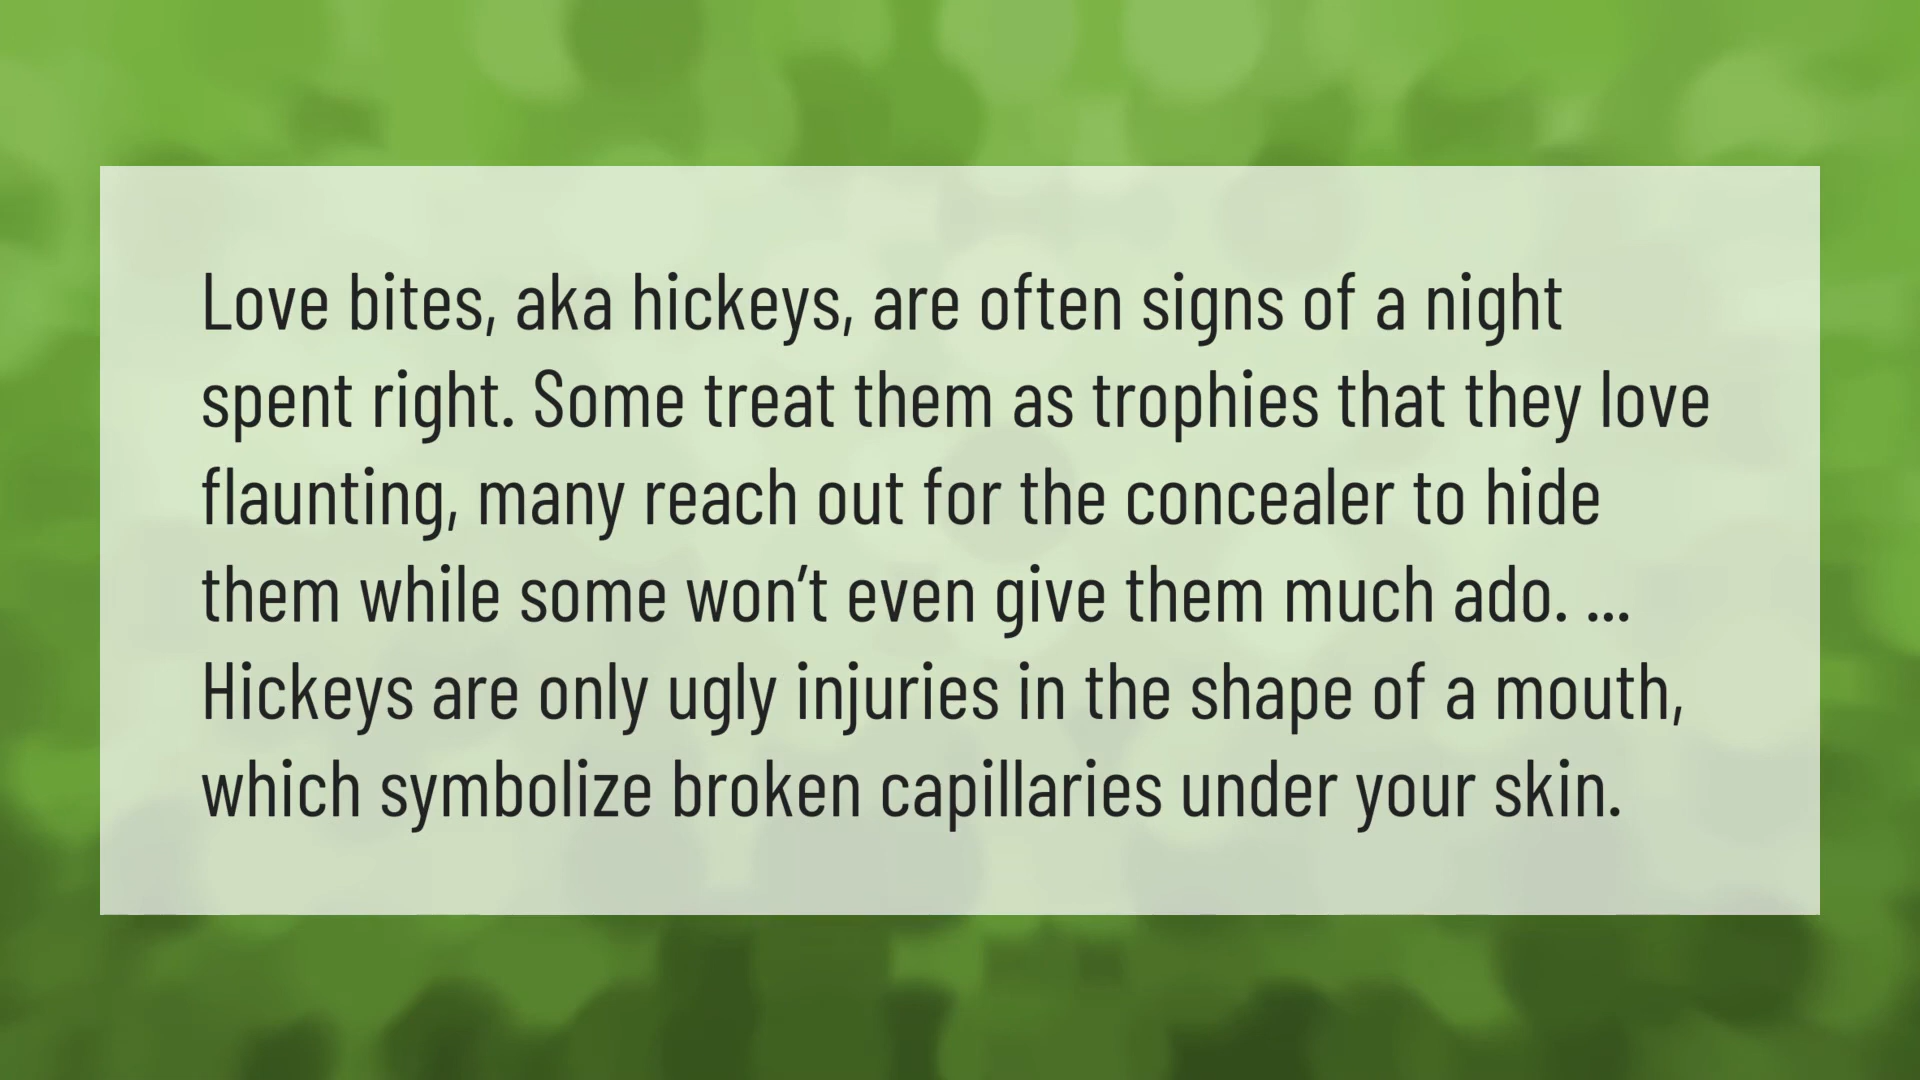 Love bites, aka hickeys, are often signs of a night
spent right. Some treat them as trophies that they love
flaunting, many reach out for the concealer to hide
them while some won’t even give them much ado. ...
Hickeys are only ugly injuries in the shape of a mouth,
which symbolize broken capillaries under your skin.